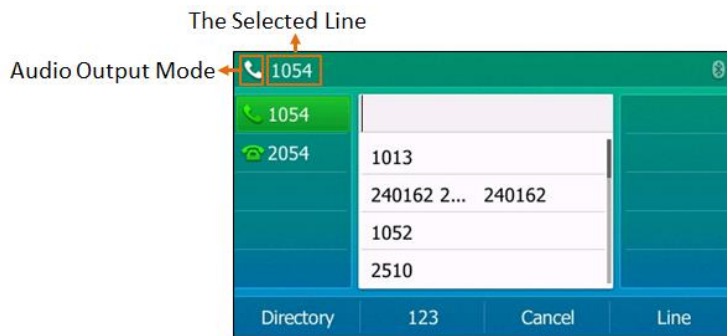 The Selected Line
Audio Output Mode
1054
1054
2054
1013
240162 2... 240162
1052
2510
Directory 123 Cancel Line